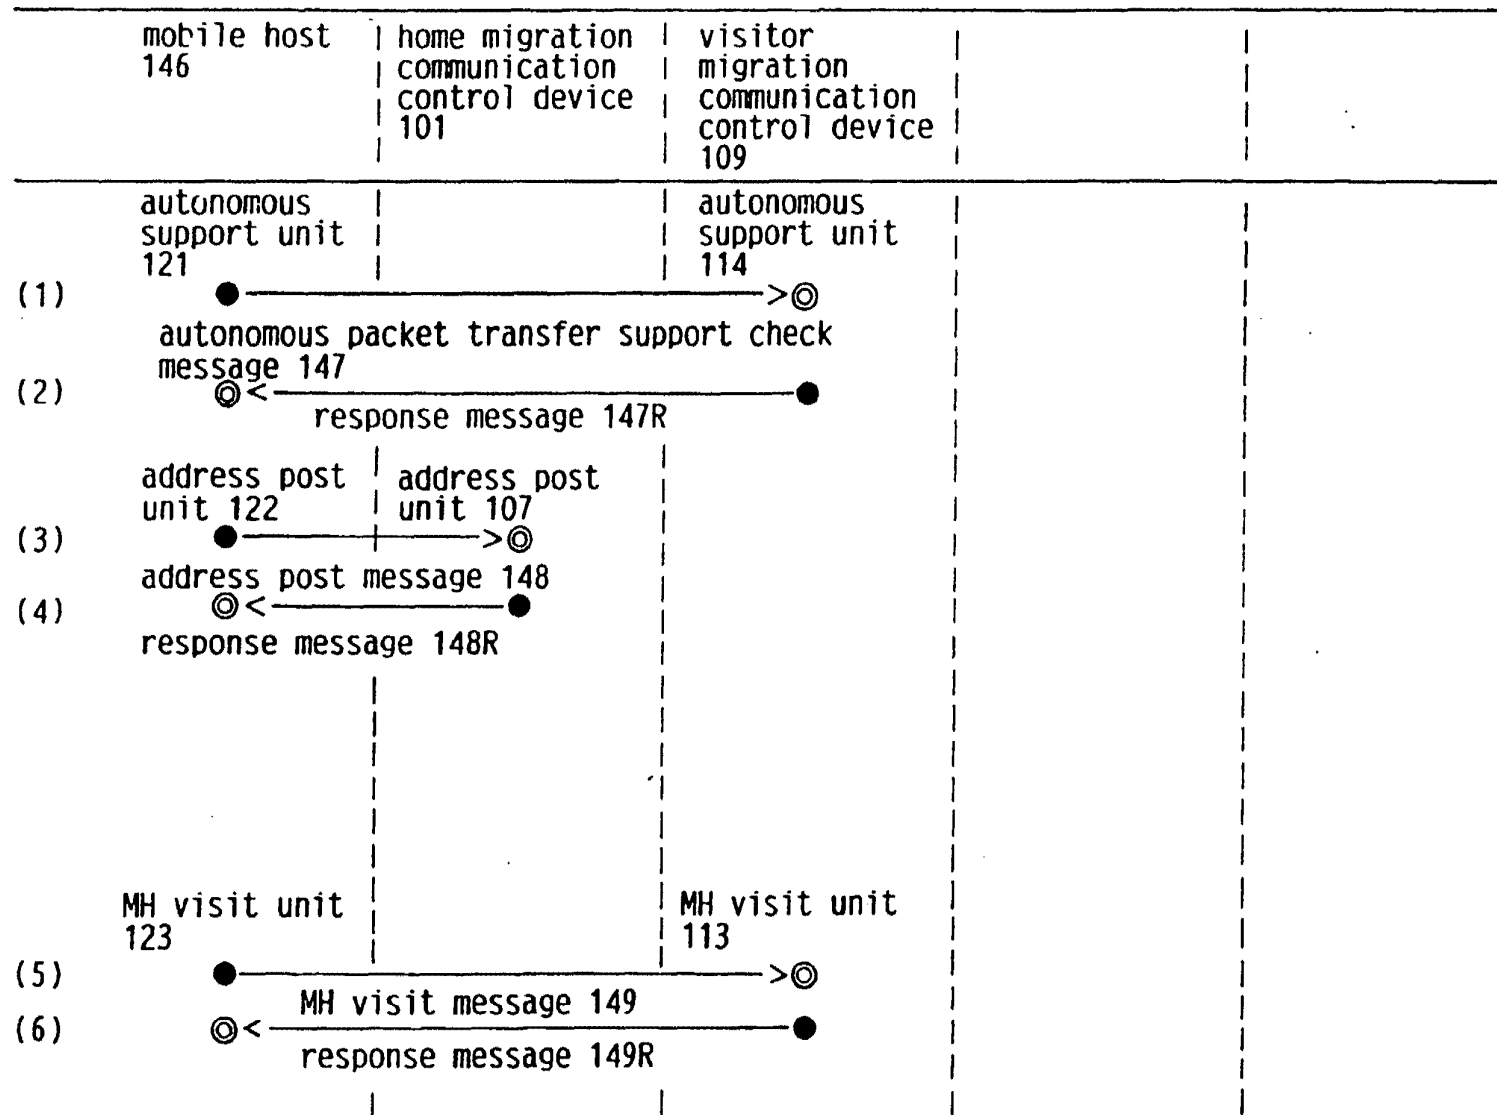 mobile host
146
home migration
communication
control device
101
visitor
migration
communication
control device
109
autonomous
support unit
121
autonomous
support unit
114
(1)
autonomous packet transfer support check
message 147
(2)
response message 147R
address post
unit 122
address post
unit 107
(3)
address post message 148
(4)
response message 148R
MH visit unit
123
MH visit unit
113
(5)
MH visit message 149
(6)
response message 149R